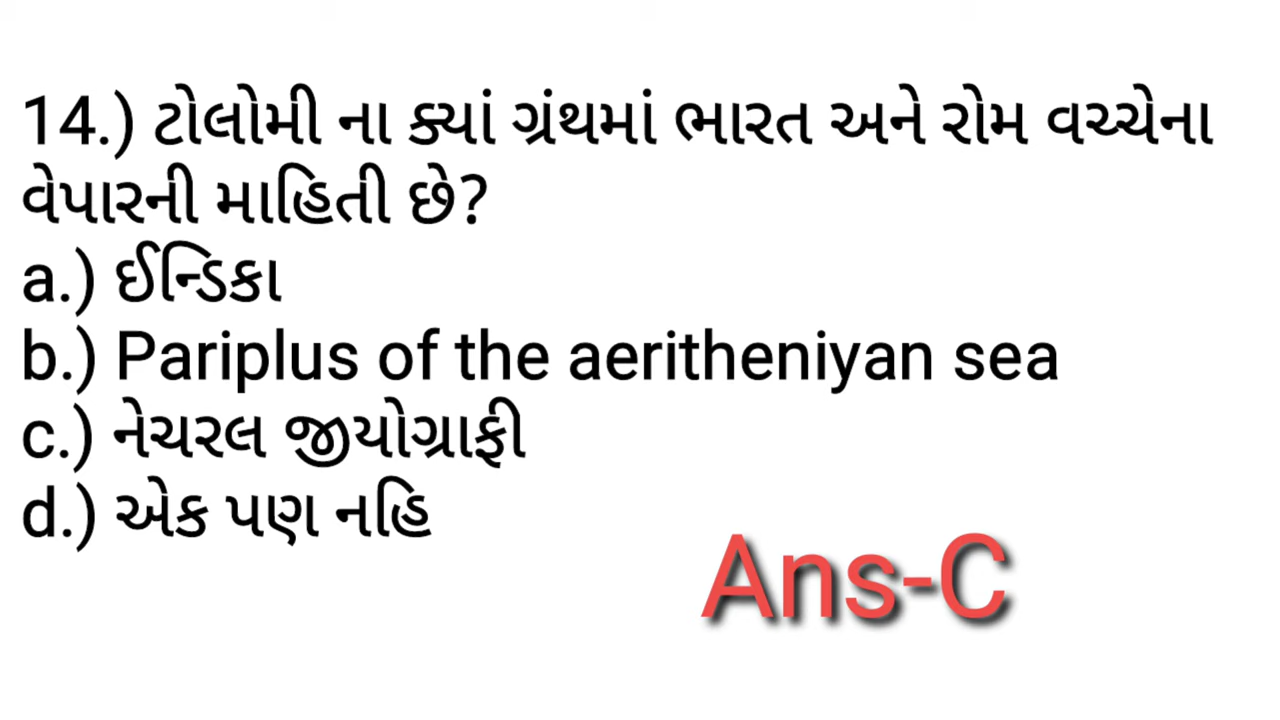 14.) ટોલોમી ના ક્યાં ગ્રંથમાં ભારત અને રોમ વચ્ચેના
વેપારની માહિતી છે?
a.) ઈન્ડિકા
b.) Pariplus of the aeritheniyan sea
c.) નેચરલ જીયોગ્રાફી
d.) એક પણ નહિ
Ans-C